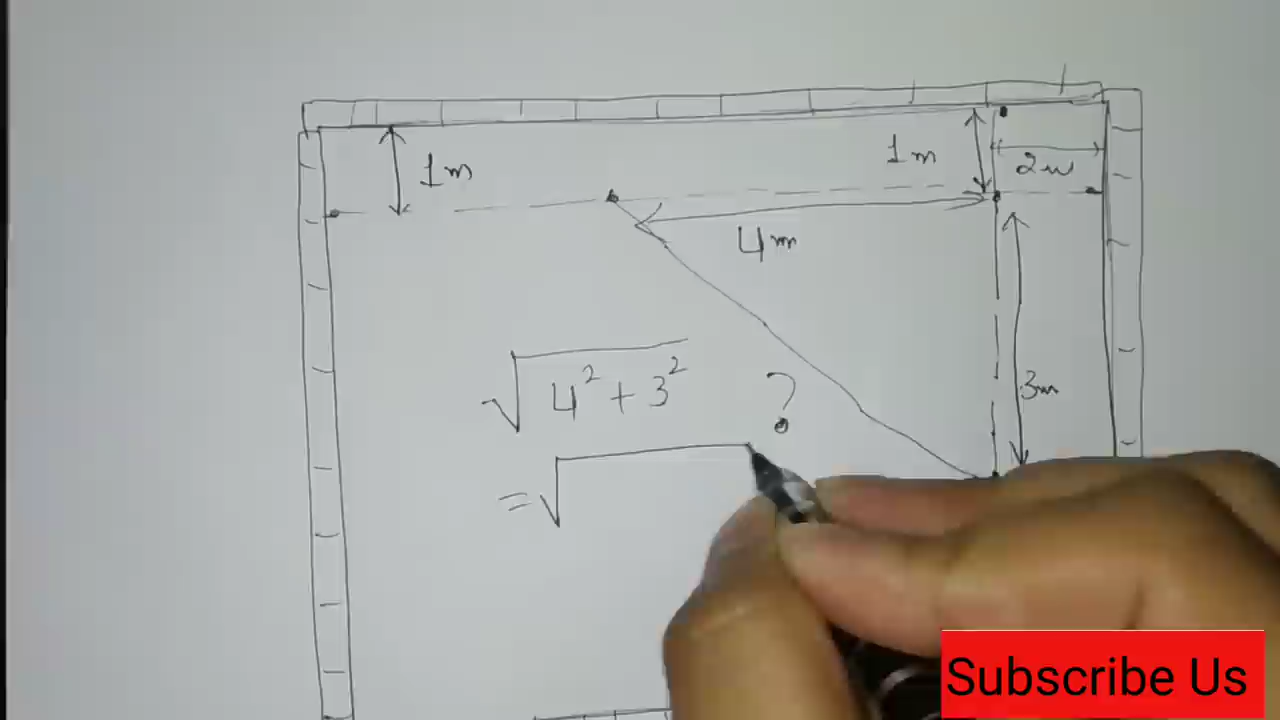 1m
1m
2m
4m
3m
√4² + 3²
?
= √
Subscribe Us